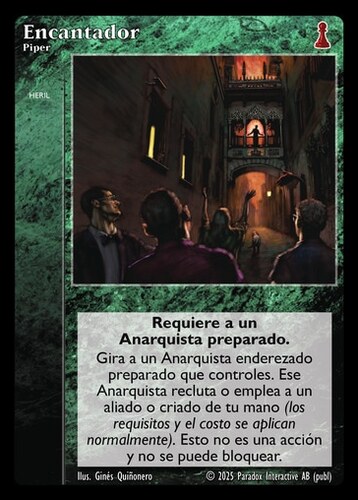 Encantador
Piper
HERIL
Requiere a un
Anarquista preparado.
Gira a un Anarquista enderezado
preparado que controles. Ese
Anarquista recluta o emplea a un
aliado o criado de tu mano (los
requisitos y el costo se aplican
normalmente). Esto no es una acción
y no se puede bloquear.
Ilus. Ginés Quiñonero
© 2025 Paradox Interactive AB (publ)